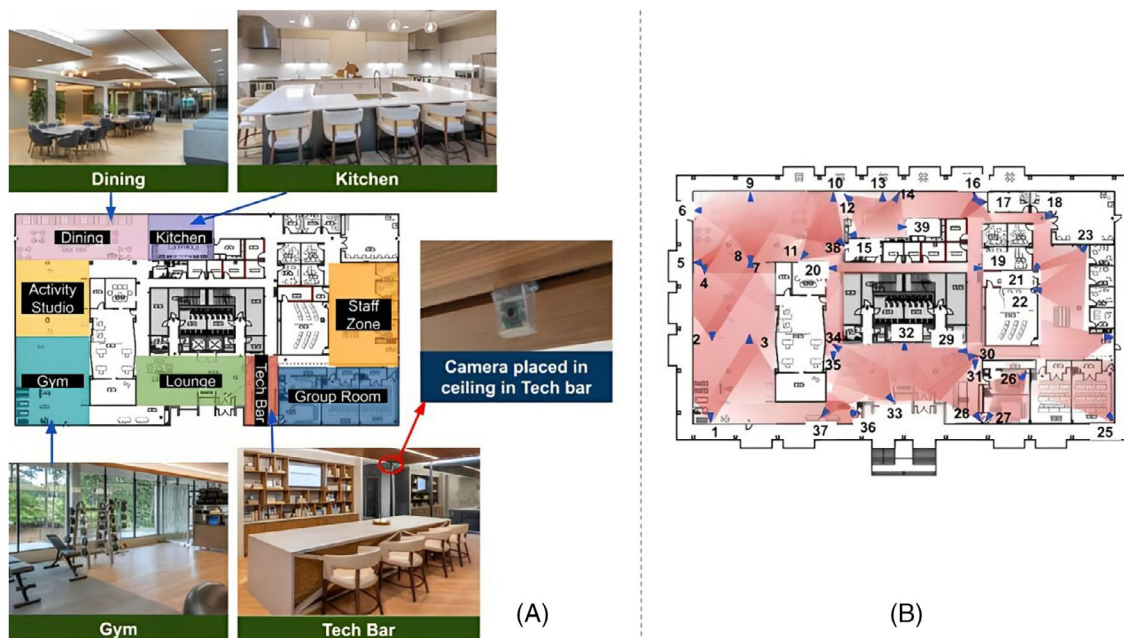 Dining
Kitchen
Dining
Kitchen
Activity
Studio
Gym
Lounge
Tech Bar
Staff
Zone
Group Room
Camera placed in
ceiling in Tech bar
Gym
Tech Bar
(A)
9
10
13
14
16
12
17
18
6
39
23
38
15
11
5
8
7
20
19
4
21
22
2
3
34
32
29
30
35
31
26
33
1
37
36
28
27
25
(B)